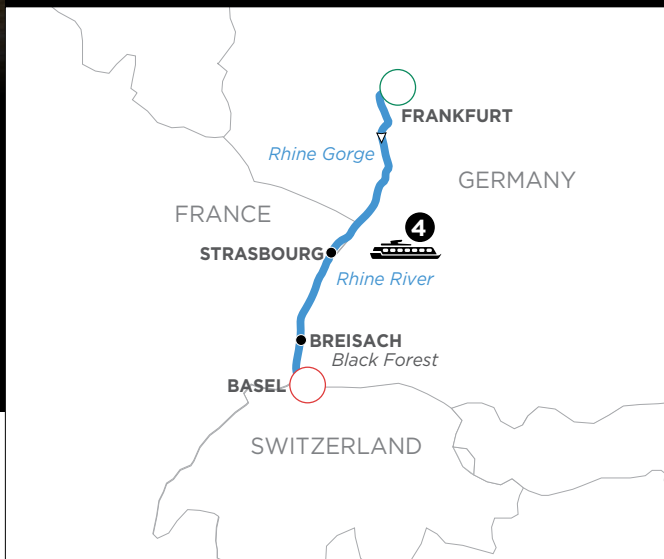 FRANKFURT
Rhine Gorge
GERMANY
FRANCE
4
STRASBOURG
Rhine River
BREISACH
Black Forest
BASEL
SWITZERLAND